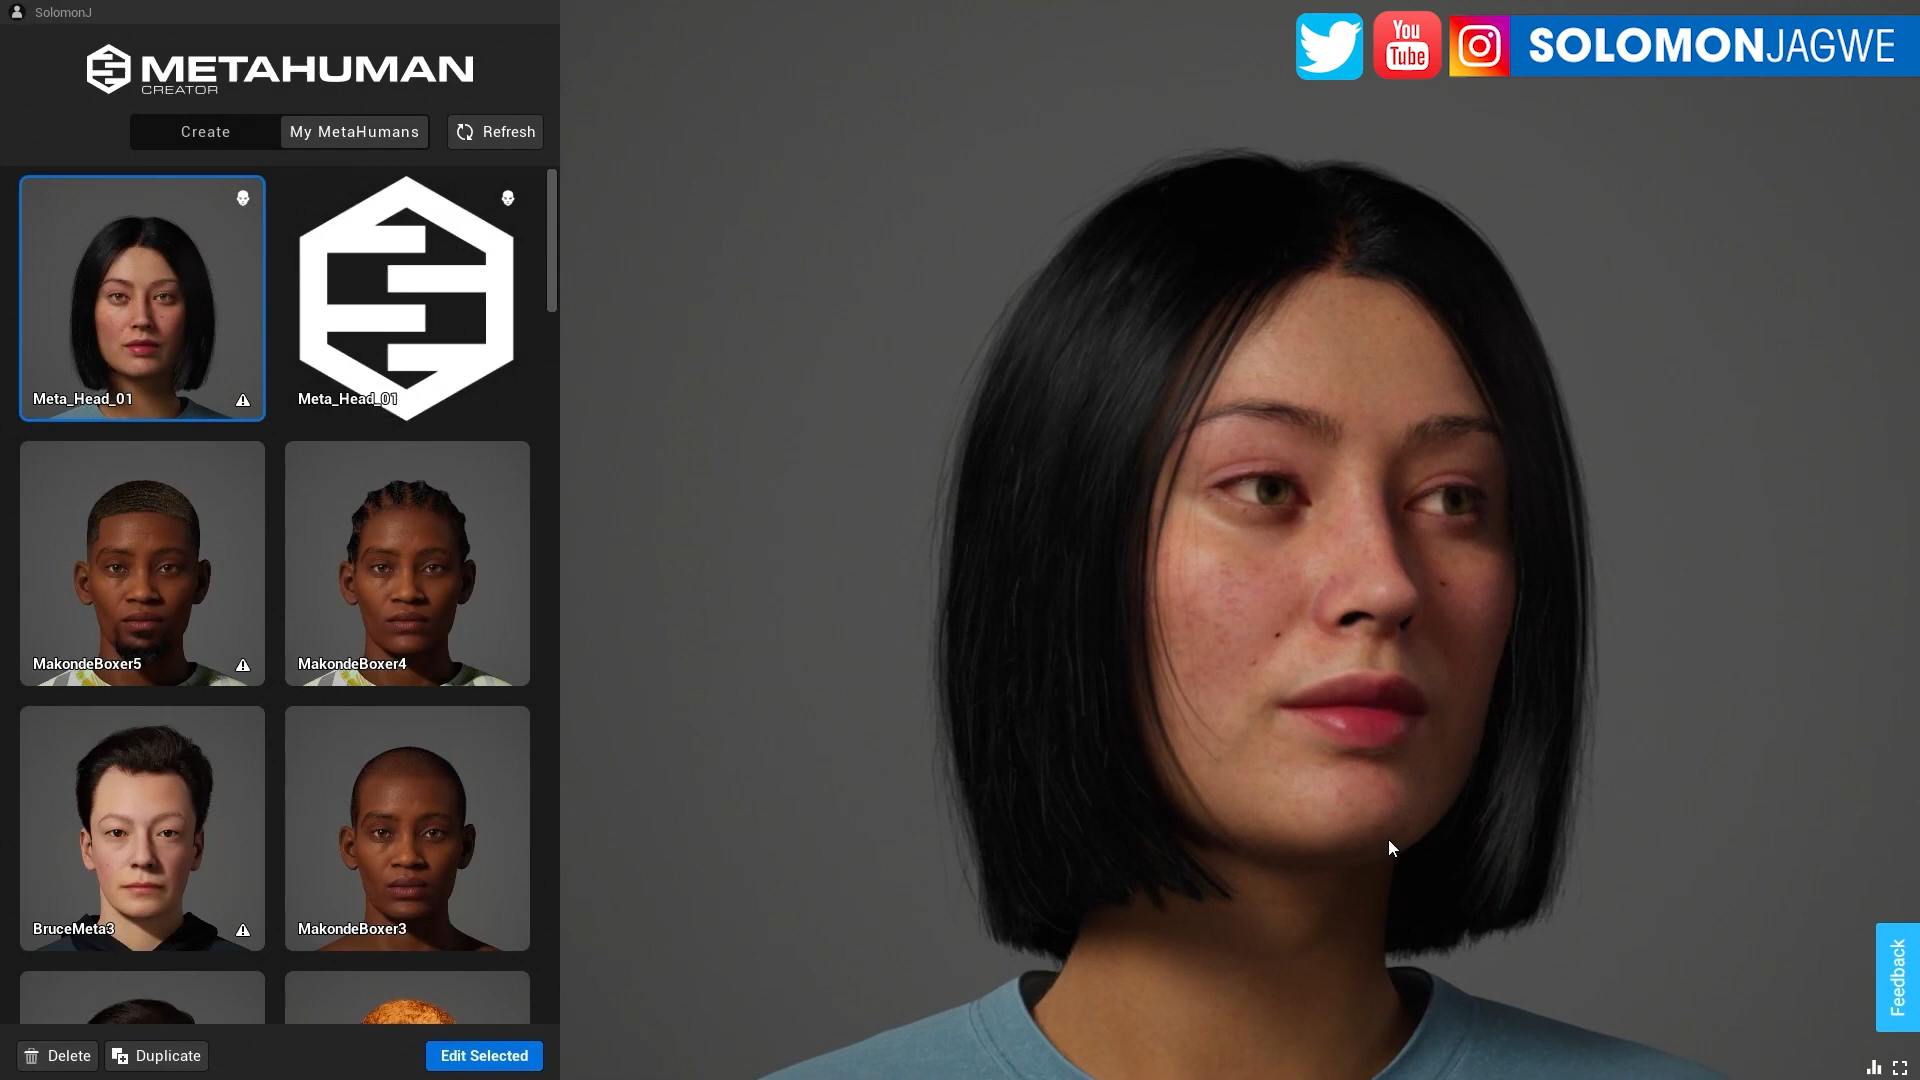 SolomonJ
METAHUMAN
CREATOR
Create
My MetaHumans
Refresh
You
Tube
SOLOMONJAGWE
Meta_Head_01
Meta_Head_01
MakondeBoxer5
MakondeBoxer4
BruceMeta3
MakondeBoxer3
Delete
Duplicate
Edit Selected
Feedback